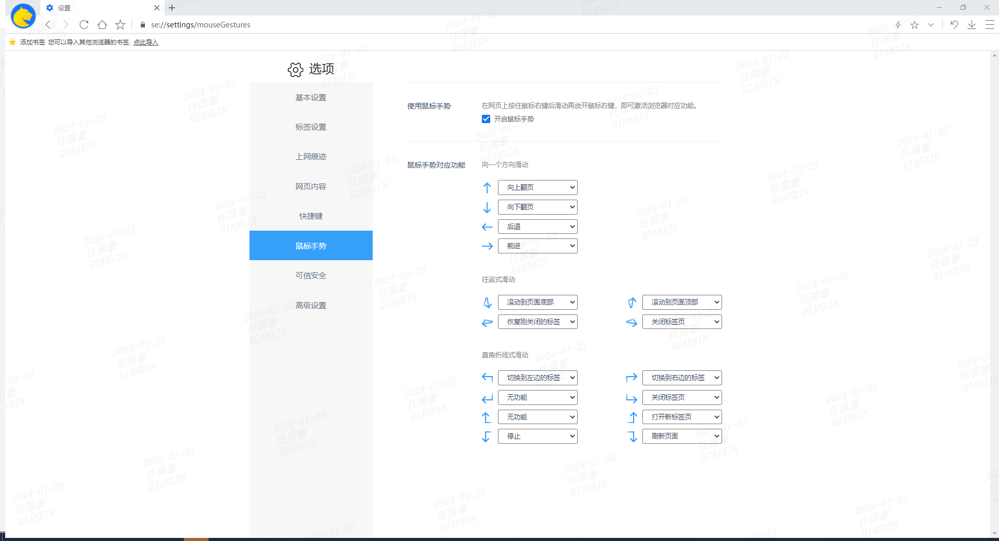 设置
se://settings/mouseGestures
添加书签 您可以导入其他浏览器的书签, 点此导入
选项
基本设置
标签设置
上网痕迹
网页内容
快捷键
鼠标手势
可信安全
高级设置
使用鼠标手势
在网页上按住鼠标右键后滑动再放开鼠标右键，即可激活浏览器对应功能。
开启鼠标手势
鼠标手势对应功能
向一个方向滑动
向上翻页
向下翻页
后退
前进
往返式滑动
滚动到页面底部 滚动到页面顶部
恢复刚关闭的标签 关闭标签页
直角折线式滑动
切换到左边的标签 切换到右边的标签
无功能 关闭标签页
无功能 打开新标签页
停止 刷新页面
2024-01-23
任国豪
QIANXIN